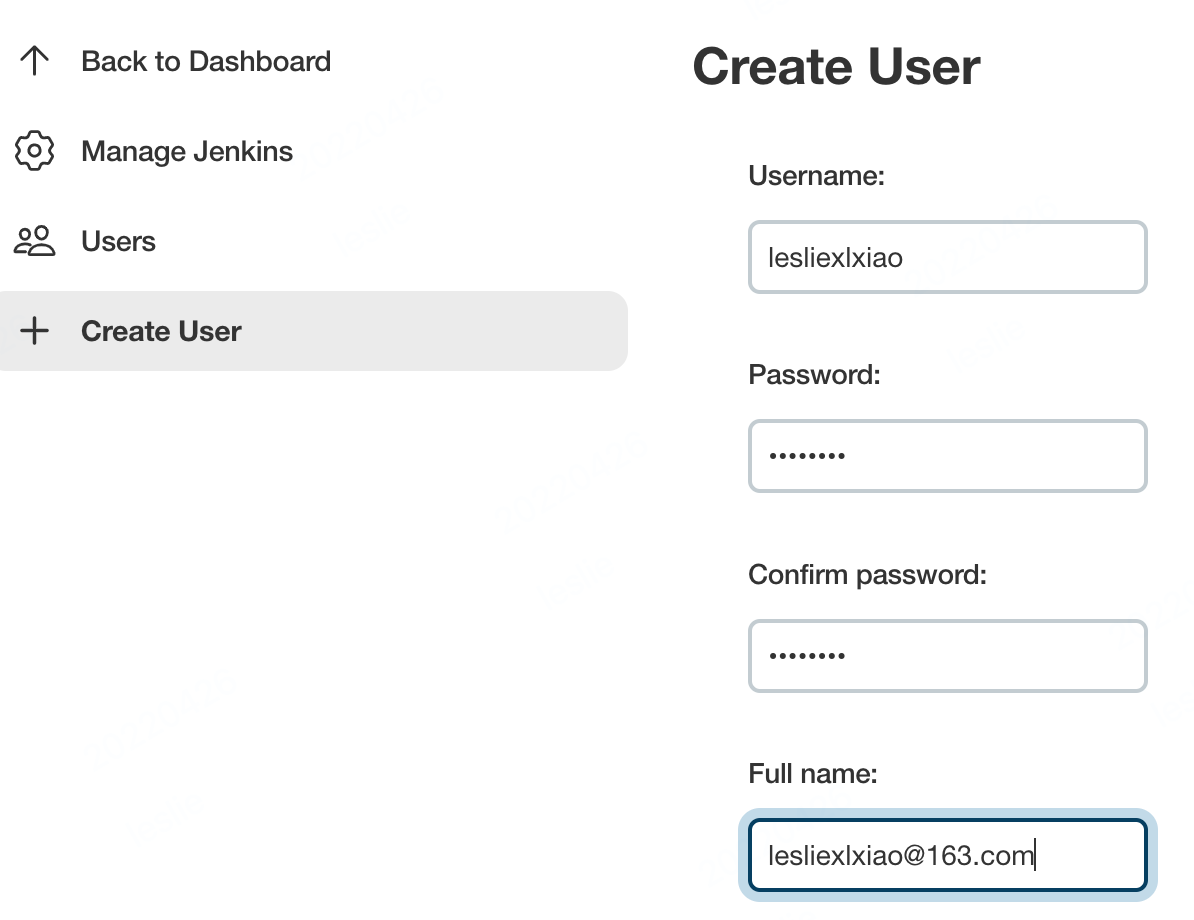 Back to Dashboard
Manage Jenkins
Users
Create User
Create User
Username:
lesliexlxiao
Password:
••••••••
Confirm password:
••••••••
Full name:
lesliexlxiao@163.com